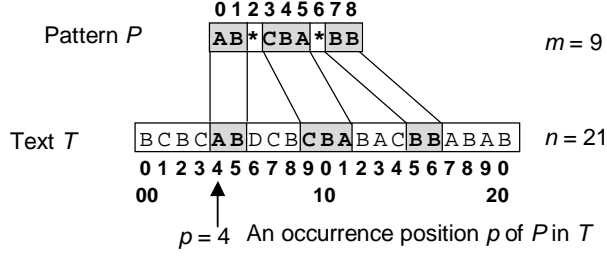 0 1 2 3 4 5 6 7 8
Pattern P AB*CBA*BB m = 9
Text T BCBCABDCBCBABACBBABAB n = 21
0 1 2 3 4 5 6 7 8 9 0 1 2 3 4 5 6 7 8 9 0
00 10 20
p = 4 An occurrence position p of P in T